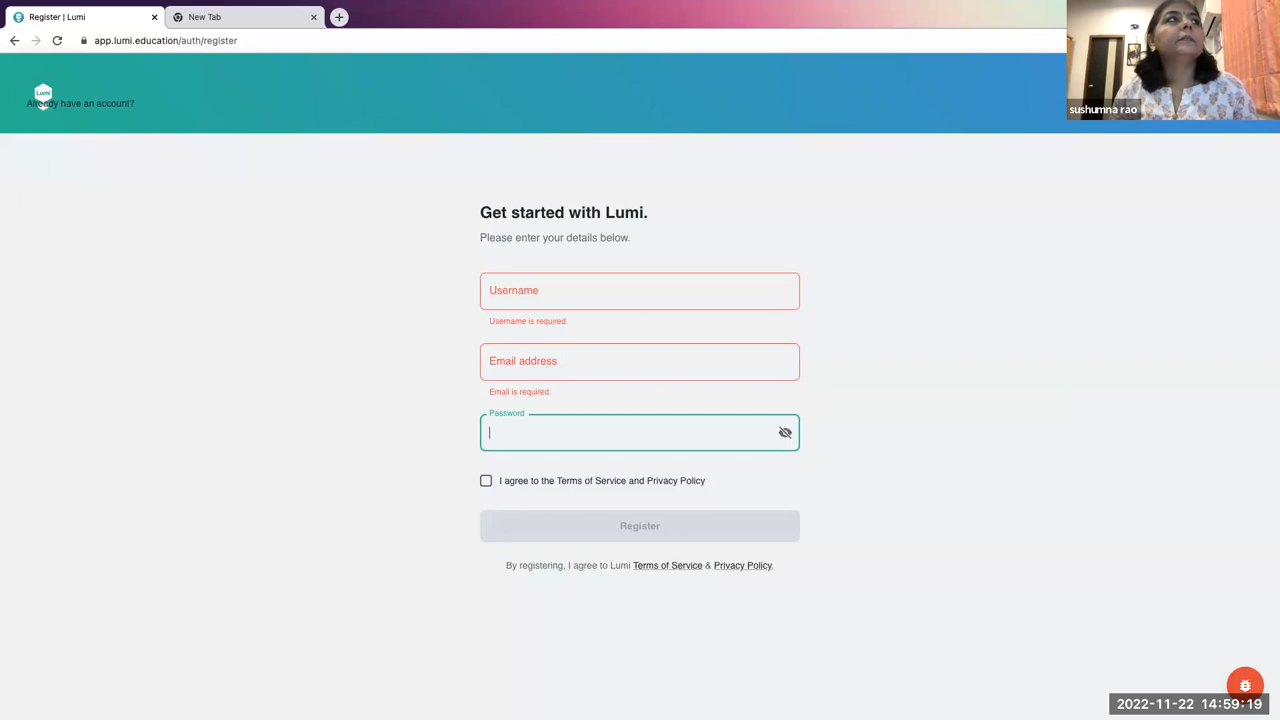 Register | Lumi
New Tab
app.lumi.education/auth/register
Lumi
Already have an account?
sushumna rao
Get started with Lumi.
Please enter your details below.
Username
Username is required.
Email address
Email is required.
Password
I agree to the Terms of Service and Privacy Policy
Register
By registering, I agree to Lumi Terms of Service & Privacy Policy.
2022-11-22 14:59:19